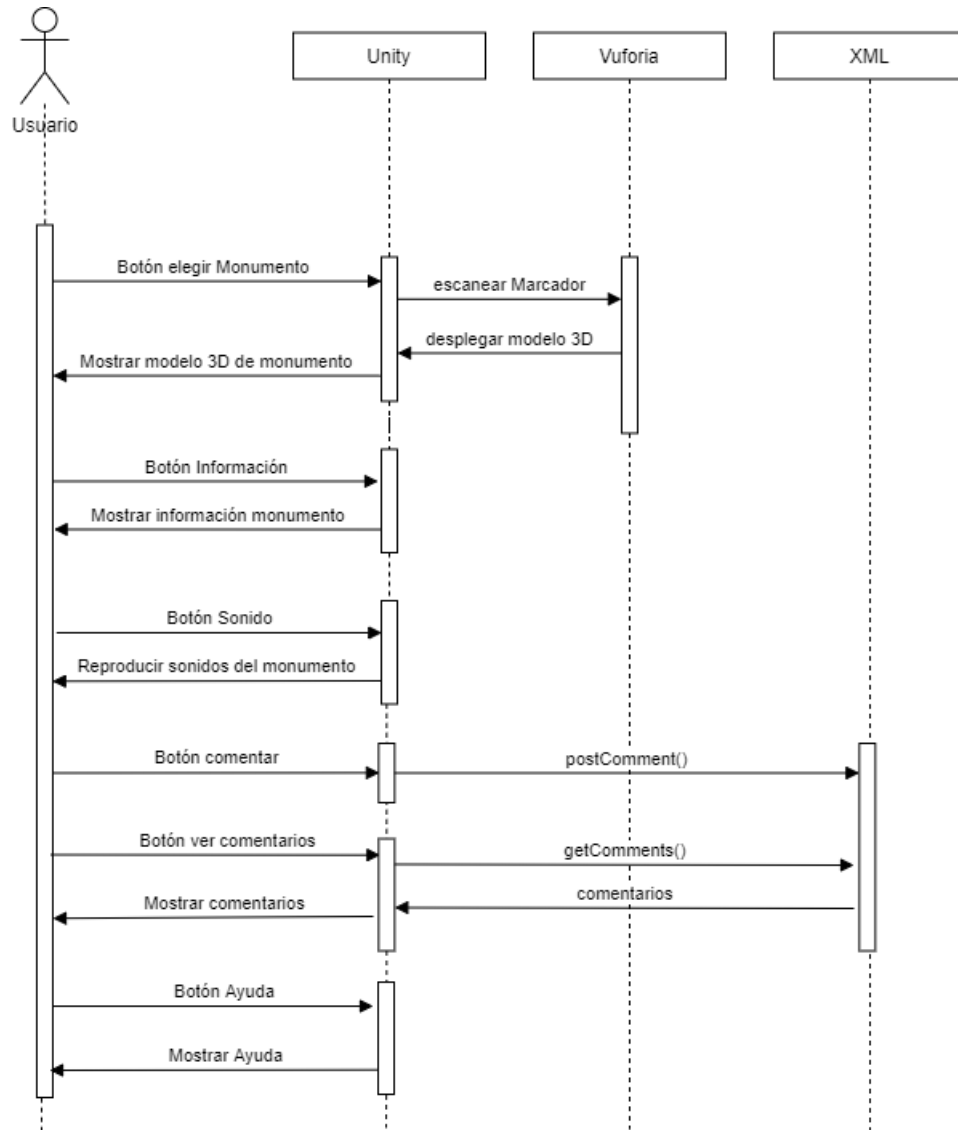 Unity
Vuforia
XML
Usuario
Botón elegir Monumento
escanear Marcador
desplegar modelo 3D
Mostrar modelo 3D de monumento
Botón Información
Mostrar información monumento
Botón Sonido
Reproducir sonidos del monumento
Botón comentar
postComment()
Botón ver comentarios
getComments()
comentarios
Mostrar comentarios
Botón Ayuda
Mostrar Ayuda